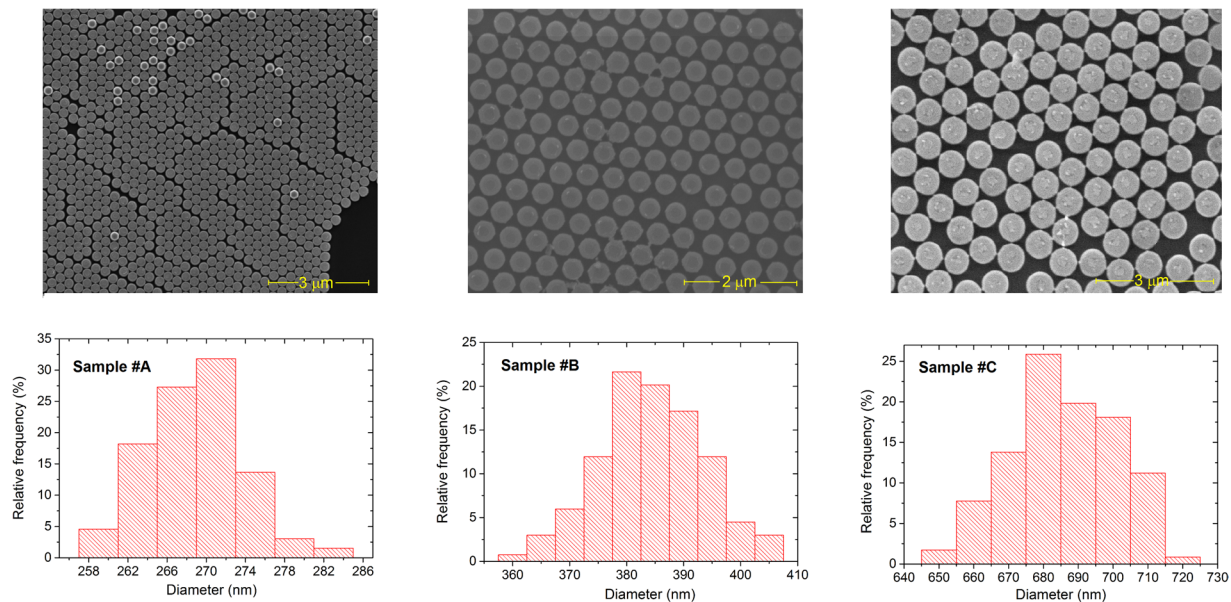 3 μm
2 μm
3 μm
Sample #A
Relative frequency (%)
35
30
25
20
15
10
5
0
258 262 266 270 274 278 282 286
Diameter (nm)
Sample #B
Relative frequency (%)
20
15
10
5
0
360 370 380 390 400 410
Diameter (nm)
Sample #C
Relative frequency (%)
25
20
15
10
5
0
640 650 660 670 680 690 700 710 720 730
Diameter (nm)